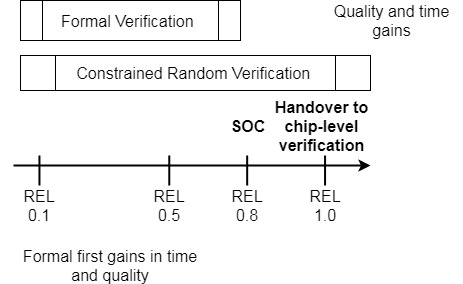 Formal Verification
Quality and time
gains
Constrained Random Verification
SOC
Handover to
chip-level
verification
REL
0.1
REL
0.5
REL
0.8
REL
1.0
Formal first gains in time
and quality